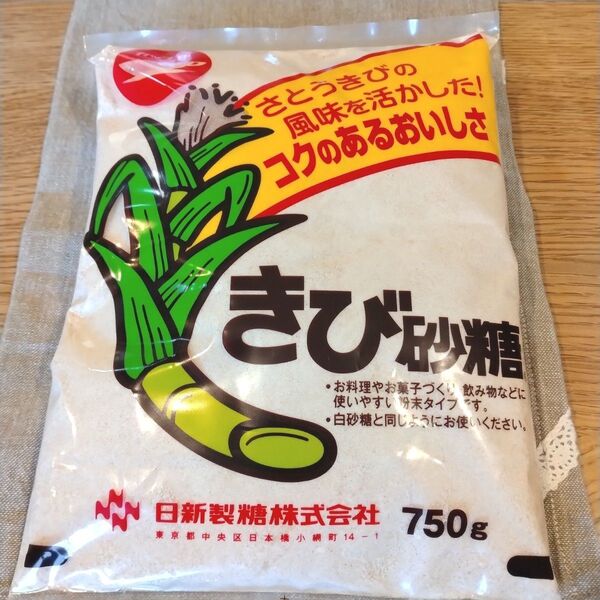 さとうきびの
風味を活かした!
コクのあるおいしさ
きび砂糖
・お料理やお菓子づくり、飲み物などに
使いやすい粉末タイプです。
・白砂糖と同じようにお使いください。
日新製糖株式会社 750g
東京都中央区日本橋小網町14-1